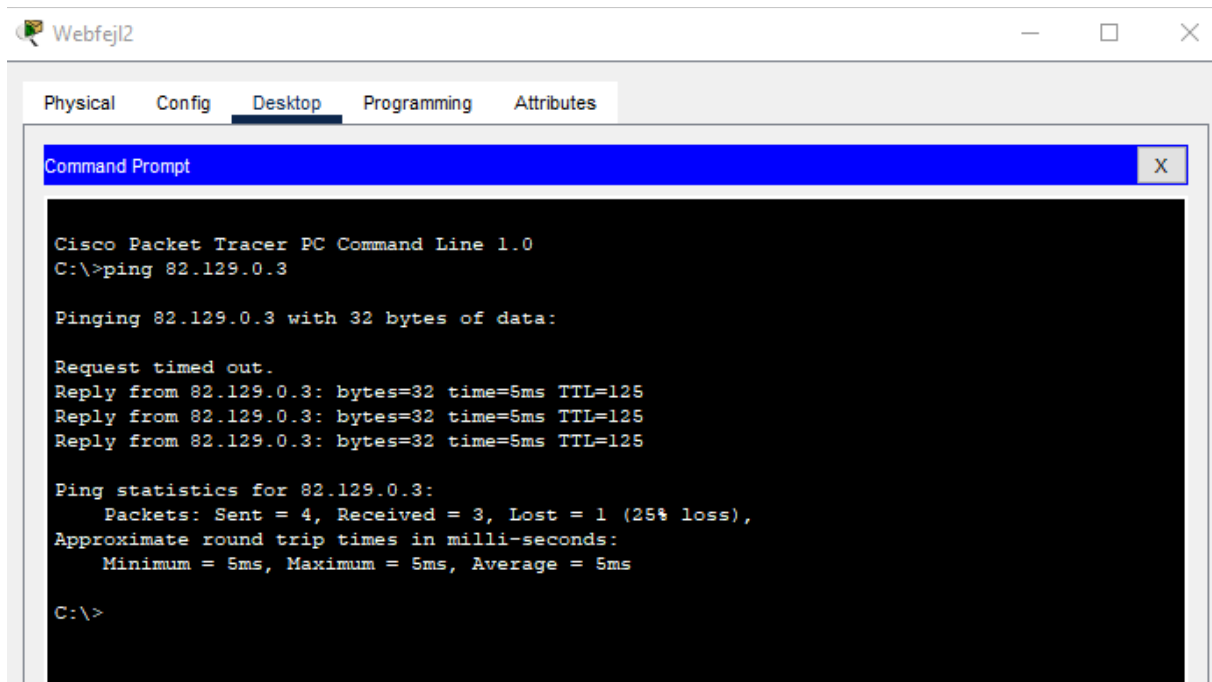 Webfejl2
Physical Config Desktop Programming Attributes
Command Prompt X
Cisco Packet Tracer PC Command Line 1.0
C:\>ping 82.129.0.3
Pinging 82.129.0.3 with 32 bytes of data:
Request timed out.
Reply from 82.129.0.3: bytes=32 time=5ms TTL=125
Reply from 82.129.0.3: bytes=32 time=5ms TTL=125
Reply from 82.129.0.3: bytes=32 time=5ms TTL=125
Ping statistics for 82.129.0.3:
Packets: Sent = 4, Received = 3, Lost = 1 (25% loss),
Approximate round trip times in milli-seconds:
Minimum = 5ms, Maximum = 5ms, Average = 5ms
C:\>